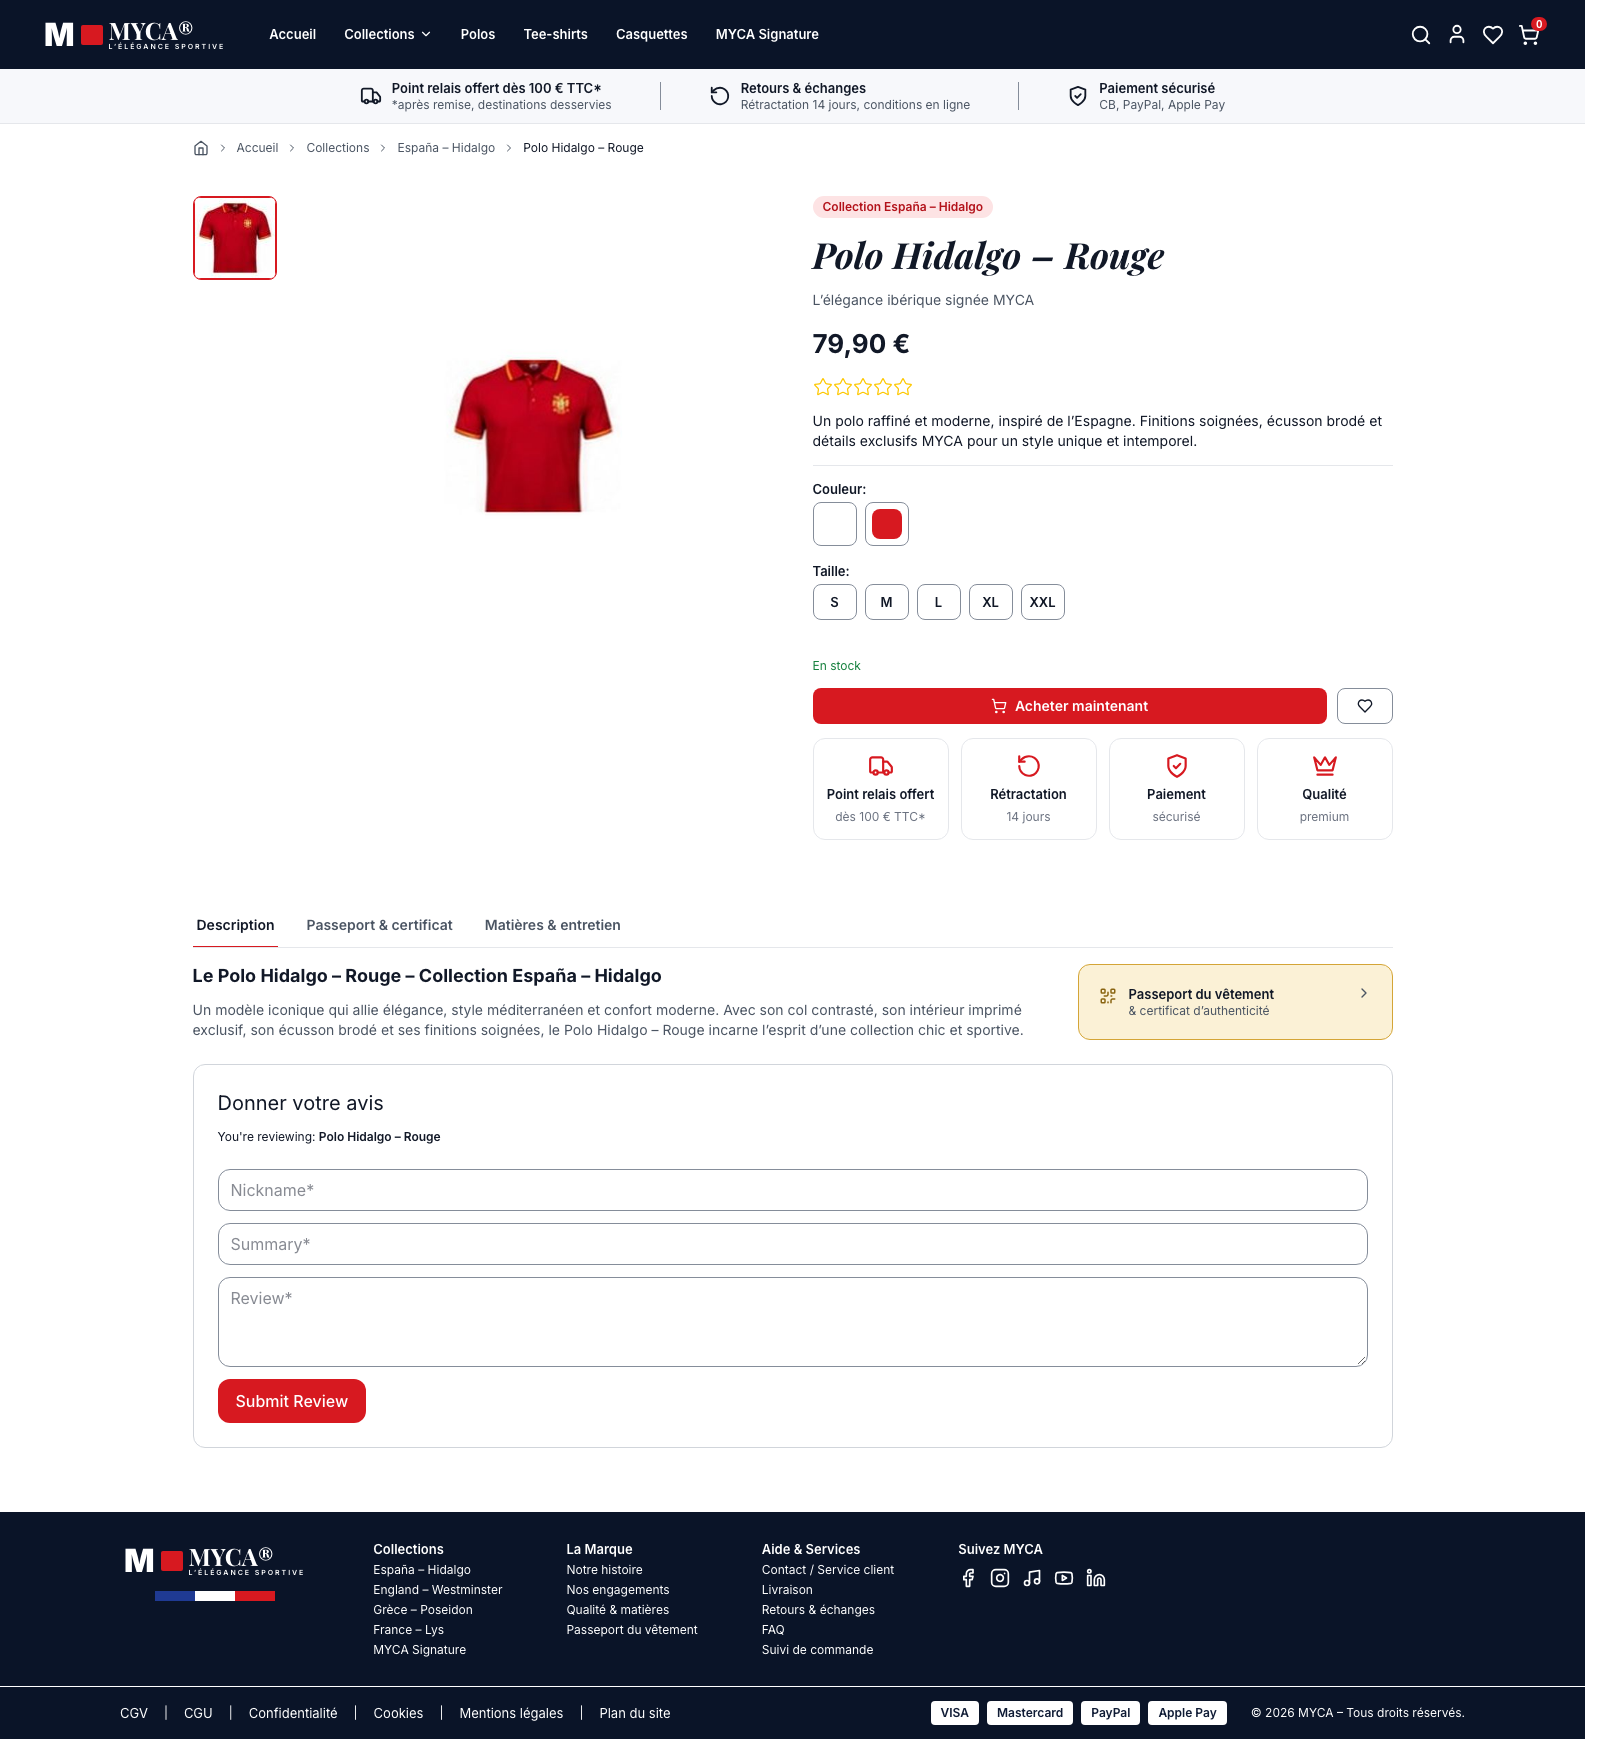 M MYCA®
L'ÉLÉGANCE SPORTIVE
Accueil
Collections
Polos
Tee-shirts
Casquettes
MYCA Signature
0
Point relais offert dès 100 € TTC*
*après remise, destinations desservies
Retours & échanges
Rétractation 14 jours, conditions en ligne
Paiement sécurisé
CB, PayPal, Apple Pay
Accueil
Collections
España – Hidalgo
Polo Hidalgo – Rouge
Collection España – Hidalgo
Polo Hidalgo – Rouge
L’élégance ibérique signée MYCA
79,90 €
Un polo raffiné et moderne, inspiré de l’Espagne. Finitions soignées, écusson brodé et
détails exclusifs MYCA pour un style unique et intemporel.
Couleur:
Taille:
S
M
L
XL
XXL
En stock
Acheter maintenant
Point relais offert
dès 100 € TTC*
Rétractation
14 jours
Paiement
sécurisé
Qualité
premium
Description
Passeport & certificat
Matières & entretien
Le Polo Hidalgo – Rouge – Collection España – Hidalgo
Un modèle iconique qui allie élégance, style méditerranéen et confort moderne. Avec son col contrasté, son intérieur imprimé
exclusif, son écusson brodé et ses finitions soignées, le Polo Hidalgo – Rouge incarne l’esprit d’une collection chic et sportive.
Passeport du vêtement
& certificat d’authenticité
Donner votre avis
You're reviewing: Polo Hidalgo – Rouge
Nickname*
Summary*
Review*
Submit Review
M MYCA®
L'ÉLÉGANCE SPORTIVE
Collections
España – Hidalgo
England – Westminster
Grèce – Poseidon
France – Lys
MYCA Signature
La Marque
Notre histoire
Nos engagements
Qualité & matières
Passeport du vêtement
Aide & Services
Contact / Service client
Livraison
Retours & échanges
FAQ
Suivi de commande
Suivez MYCA
CGV | CGU | Confidentialité | Cookies | Mentions légales | Plan du site
VISA
Mastercard
PayPal
Apple Pay
© 2026 MYCA – Tous droits réservés.